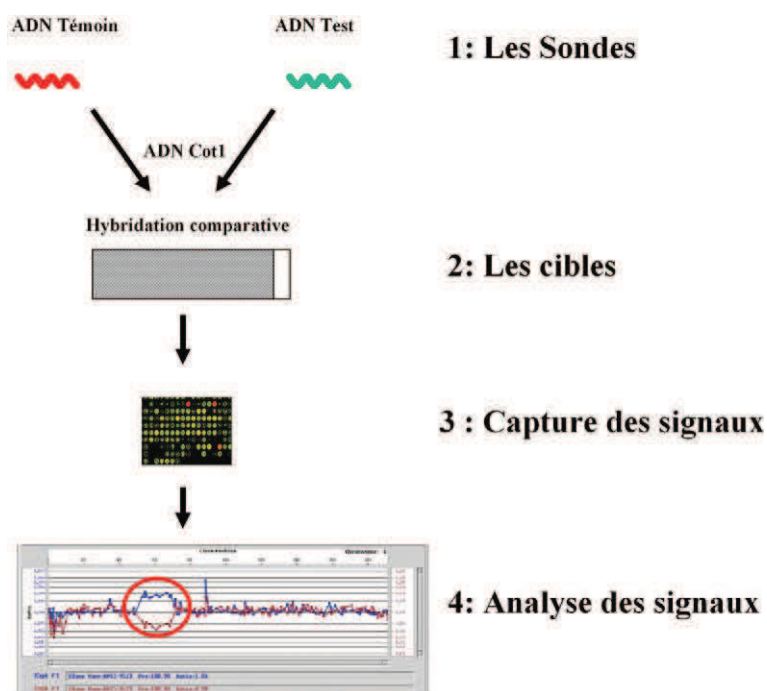 ADN Témoin
ADN Test
1: Les Sondes
ADN Cot1
Hybridation comparative
2: Les cibles
3 : Capture des signaux
4: Analyse des signaux